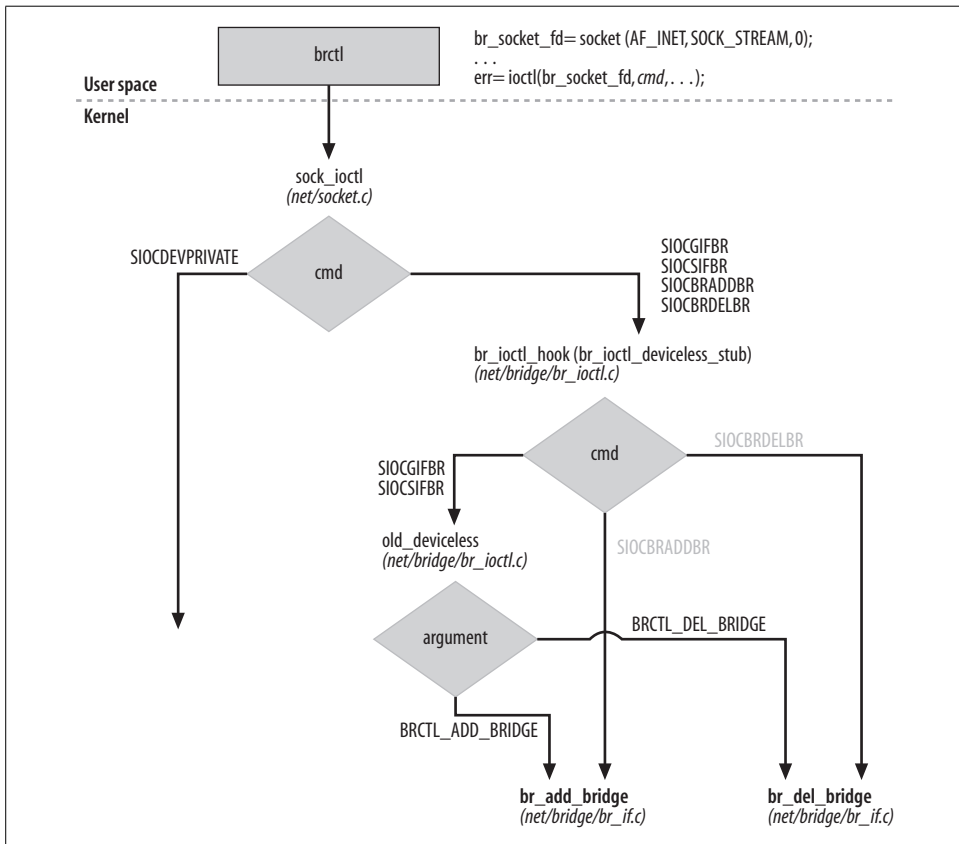 brctl
br_socket_fd= socket (AF_INET, SOCK_STREAM, 0);
. . .
err= ioctl(br_socket_fd, cmd, . . .);
User space
Kernel
sock_ioctl
(net/socket.c)
SIOCDEVPRIVATE
cmd
SIOCGIFBR
SIOCSIFBR
SIOCBRADDBR
SIOCBRDELBR
br_ioctl_hook (br_ioctl_deviceless_stub)
(net/bridge/br_ioctl.c)
cmd
SIOCBRDELBR
SIOCGIFBR
SIOCSIFBR
old_deviceless
(net/bridge/br_ioctl.c)
SIOCBRADDBR
argument
BRCTL_DEL_BRIDGE
BRCTL_ADD_BRIDGE
br_add_bridge
(net/bridge/br_if.c)
br_del_bridge
(net/bridge/br_if.c)